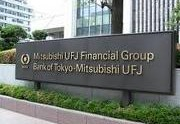 Mitsubishi UFJ Financial Group
Bank of Tokyo-Mitsubishi UFJ